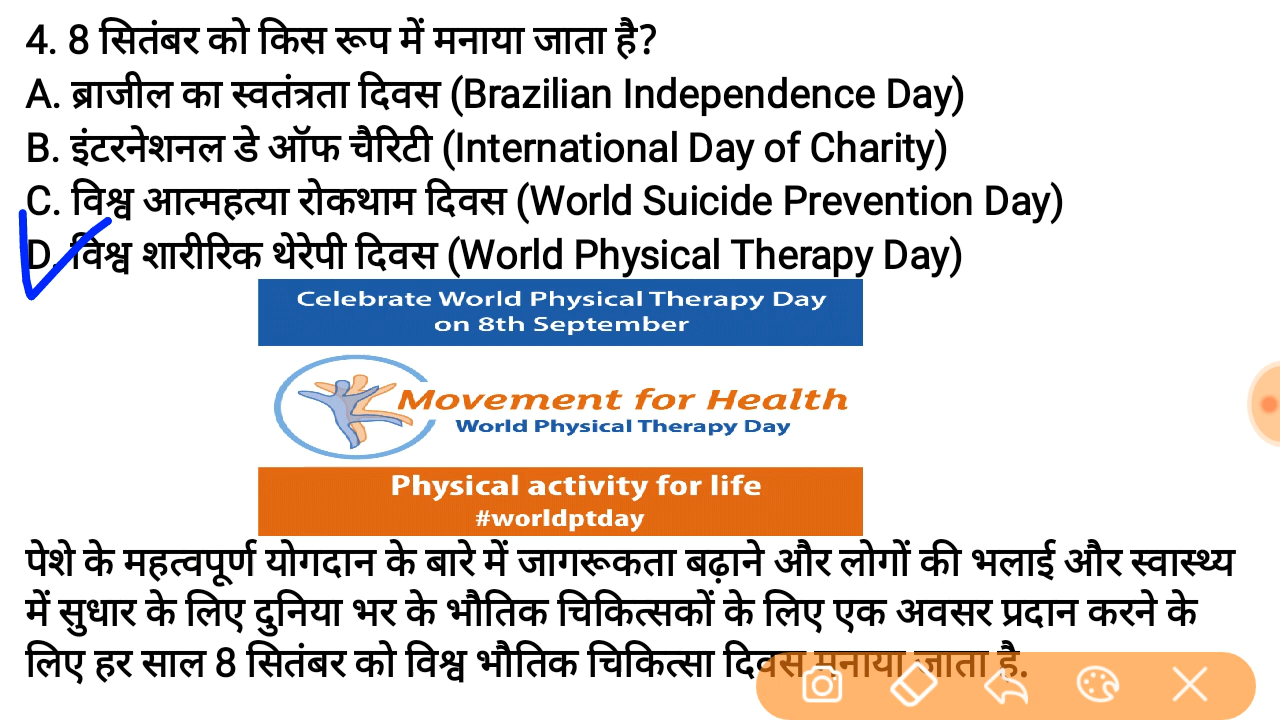 4. 8 सितंबर को किस रूप में मनाया जाता है?
A. ब्राजील का स्वतंत्रता दिवस (Brazilian Independence Day)
B. इंटरनेशनल डे ऑफ चैरिटी (International Day of Charity)
C. विश्व आत्महत्या रोकथाम दिवस (World Suicide Prevention Day)
D. विश्व शारीरिक थेरेपी दिवस (World Physical Therapy Day)
Celebrate World Physical Therapy Day
on 8th September
Movement for Health
World Physical Therapy Day
Physical activity for life
#worldptday
पेशे के महत्वपूर्ण योगदान के बारे में जागरूकता बढ़ाने और लोगों की भलाई और स्वास्थ्य
में सुधार के लिए दुनिया भर के भौतिक चिकित्सकों के लिए एक अवसर प्रदान करने के
लिए हर साल 8 सितंबर को विश्व भौतिक चिकित्सा दिवस मनाया जाता है.